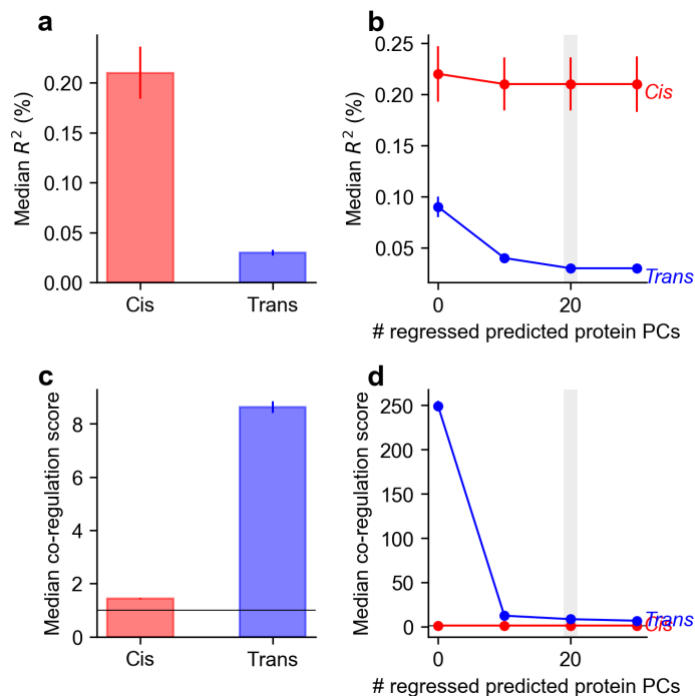 a
Median R² (%)
0.20
0.15
0.10
0.05
0.00
Cis
Trans
b
Median R² (%)
0.25
0.20
0.15
0.10
0.05
Cis
Trans
0
20
# regressed predicted protein PCs
c
Median co-regulation score
8
6
4
2
0
Cis
Trans
d
Median co-regulation score
250
200
150
100
50
0
Trans
Cis
0
20
# regressed predicted protein PCs